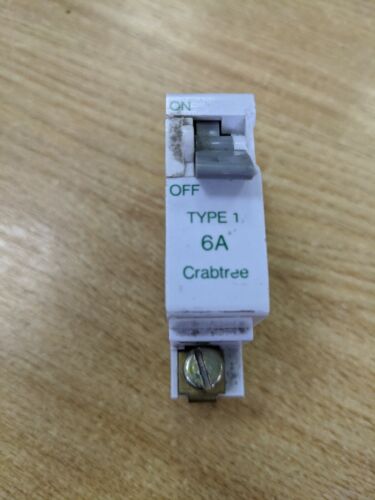 ON
OFF
TYPE 1
6A
Crabtree